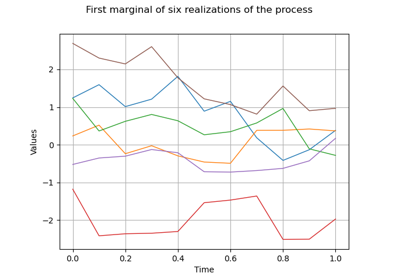 First marginal of six realizations of the process
Values
2
1
0
−1
−2
0.0 0.2 0.4 0.6 0.8 1.0
Time